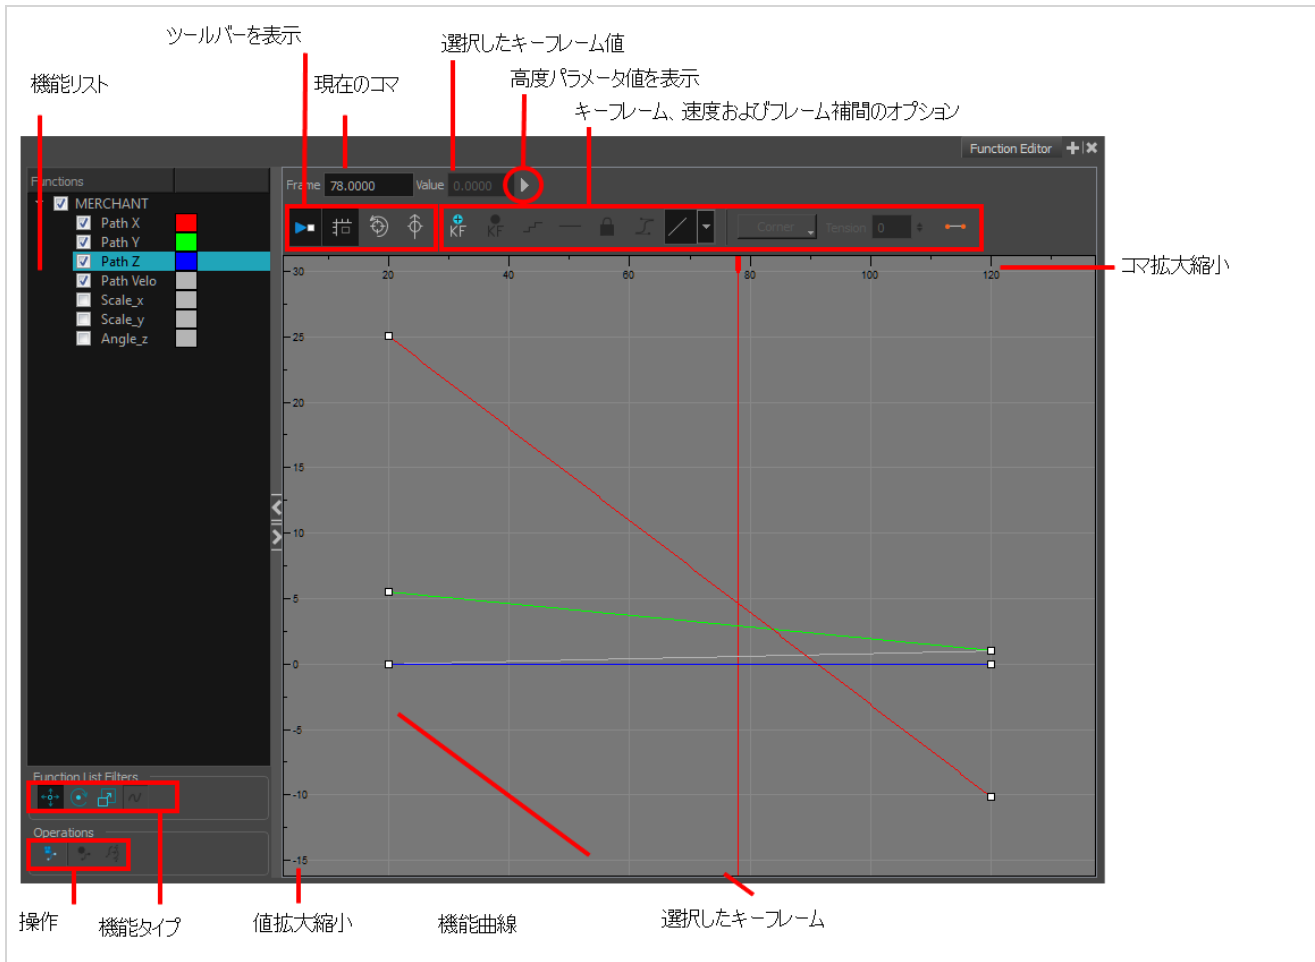 ツールバーを表示
選択したキーフレーム値
機能リスト
現在のコマ
高度パラメータ値を表示
キーフレーム、速度およびフレーム補間のオプション
Function Editor
Functions
Frame 78.0000 Value 0.0000
MERCHANT
Path X
Path Y
Path Z
Path Velo
Scale_x
Scale_y
Angle_z
KF KF Corner Tension 0
コマ拡大縮小
20 40 60 80 100 120
30
25
20
15
10
5
0
-5
-10
-15
Function List Filters
Operations
操作
機能タイプ
値拡大縮小
機能曲線
選択したキーフレーム